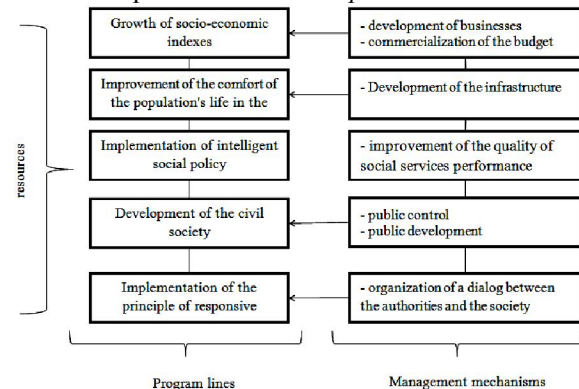 Growth of socio-economic
indexes
- development of businesses
- commercialization of the budget
Improvement of the comfort of
the population's life in the
- Development of the infrastructure
Implementation of intelligent
social policy
- improvement of the quality of
social services performance
Development of the civil
society
- public control
- public development
Implementation of the
principle of responsive
- organization of a dialog between
the authorities and the society
resources
Program lines
Management mechanisms